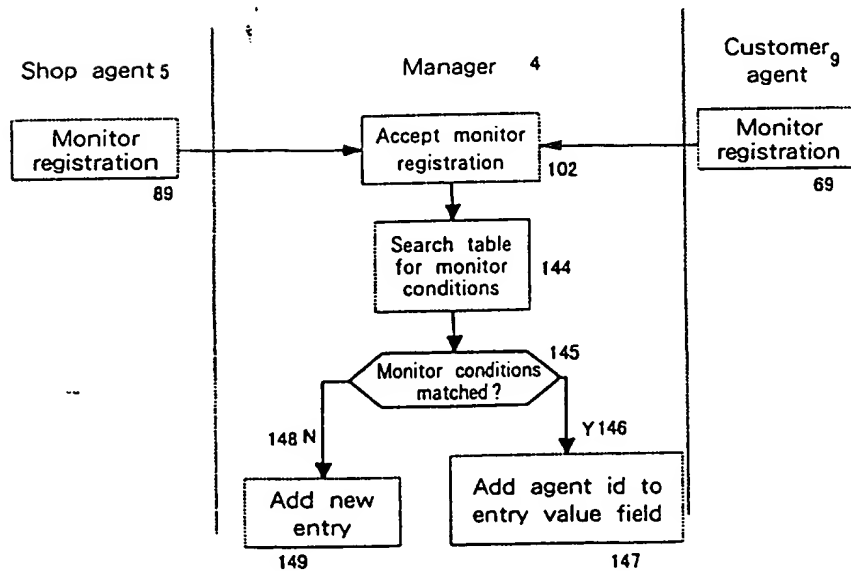 Shop agent 5
Manager 4
Customer 9
agent
Monitor
registration
89
Accept monitor
registration
102
Monitor
registration
69
Search table
for monitor
conditions
144
145
Monitor conditions
matched?
148 N
Y 146
Add new
entry
149
Add agent id to
entry value field
147